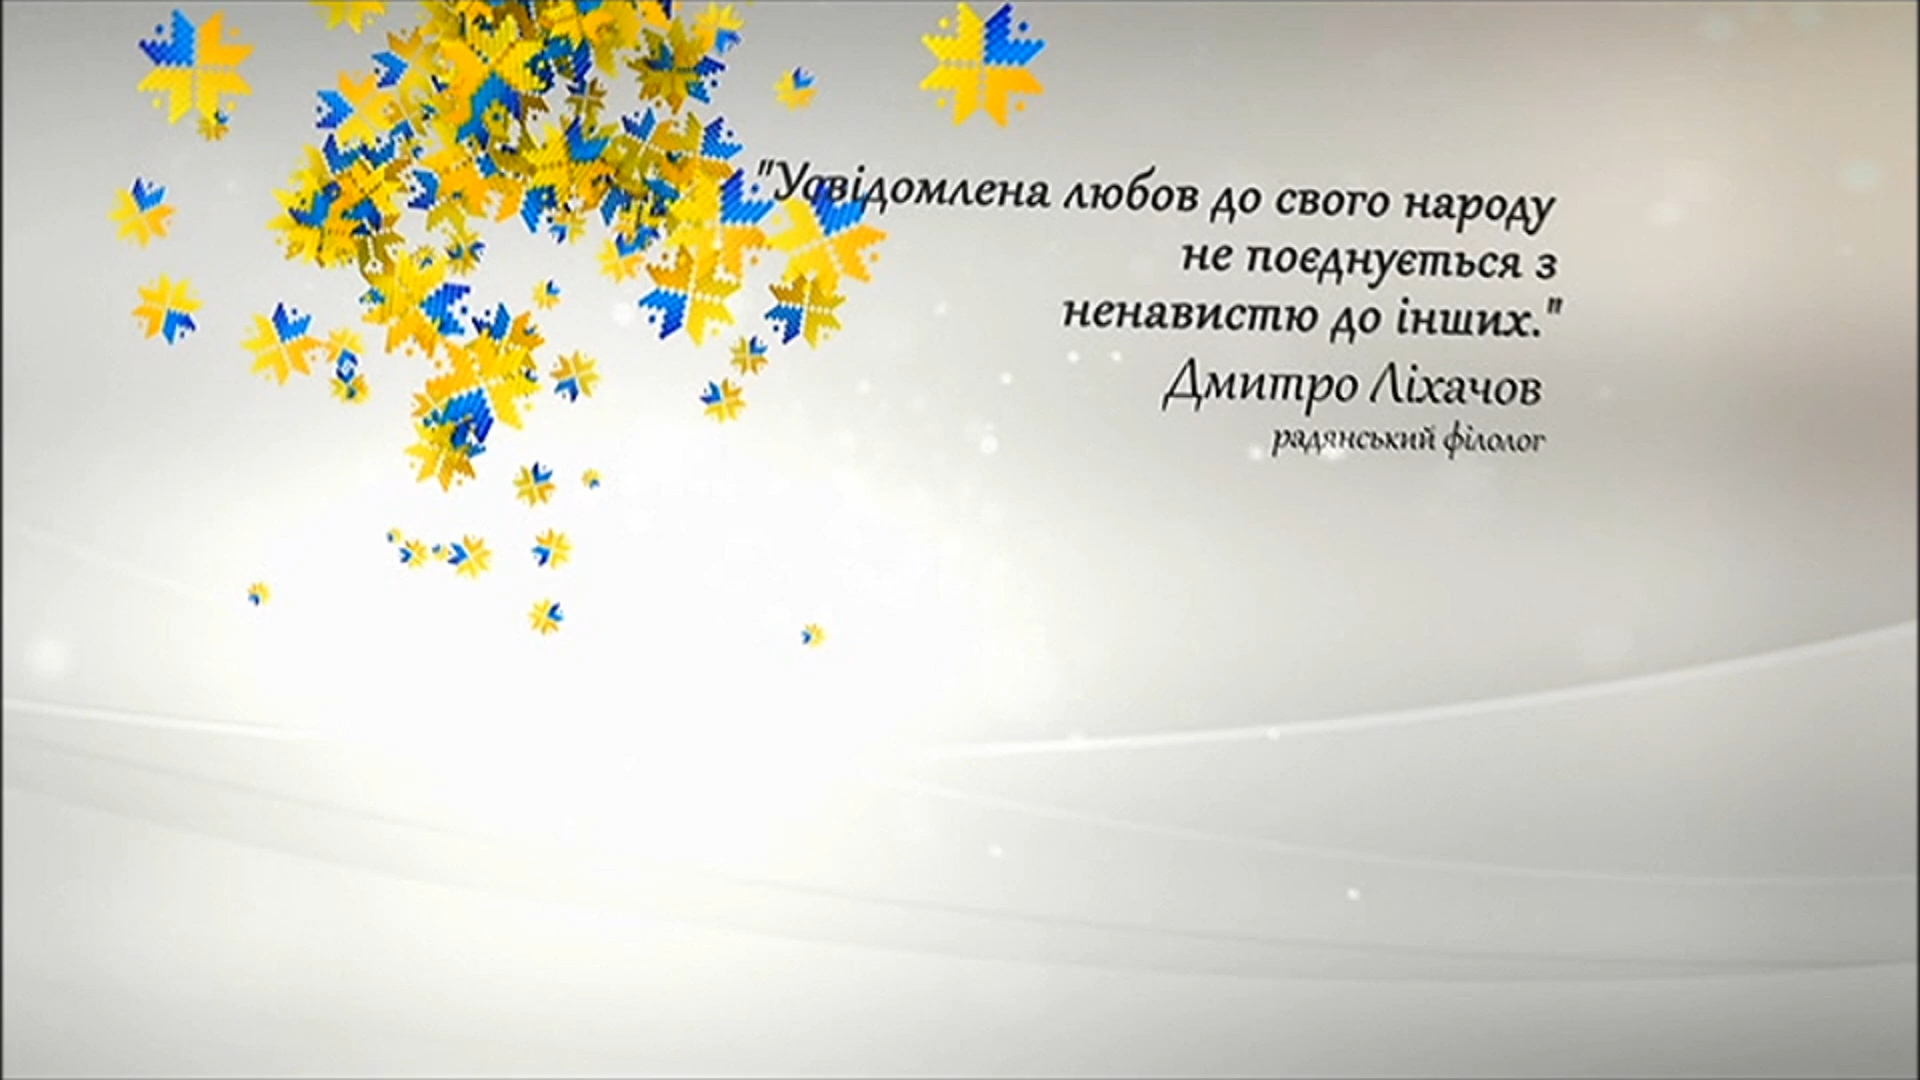 "Усвідомлена любов до свого народу
не поєднується з
ненавистю до інших."
Дмитро Ліхачов
радянський філолог